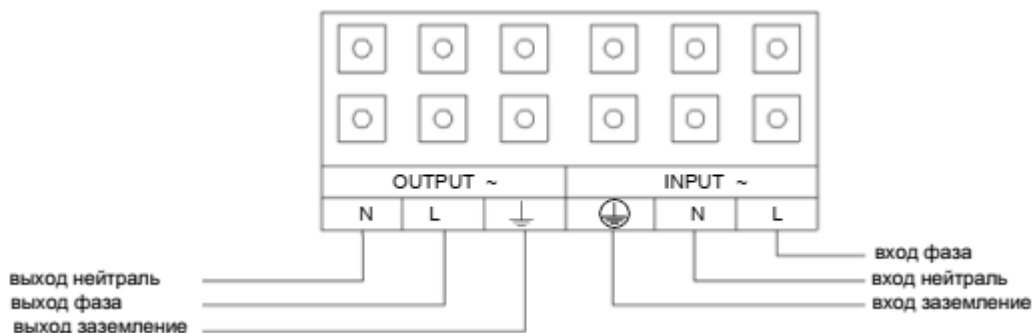 OUTPUT ~ INPUT ~
N L N L
вход фаза
выход нейтраль вход нейтраль
выход фаза вход заземление
выход заземление